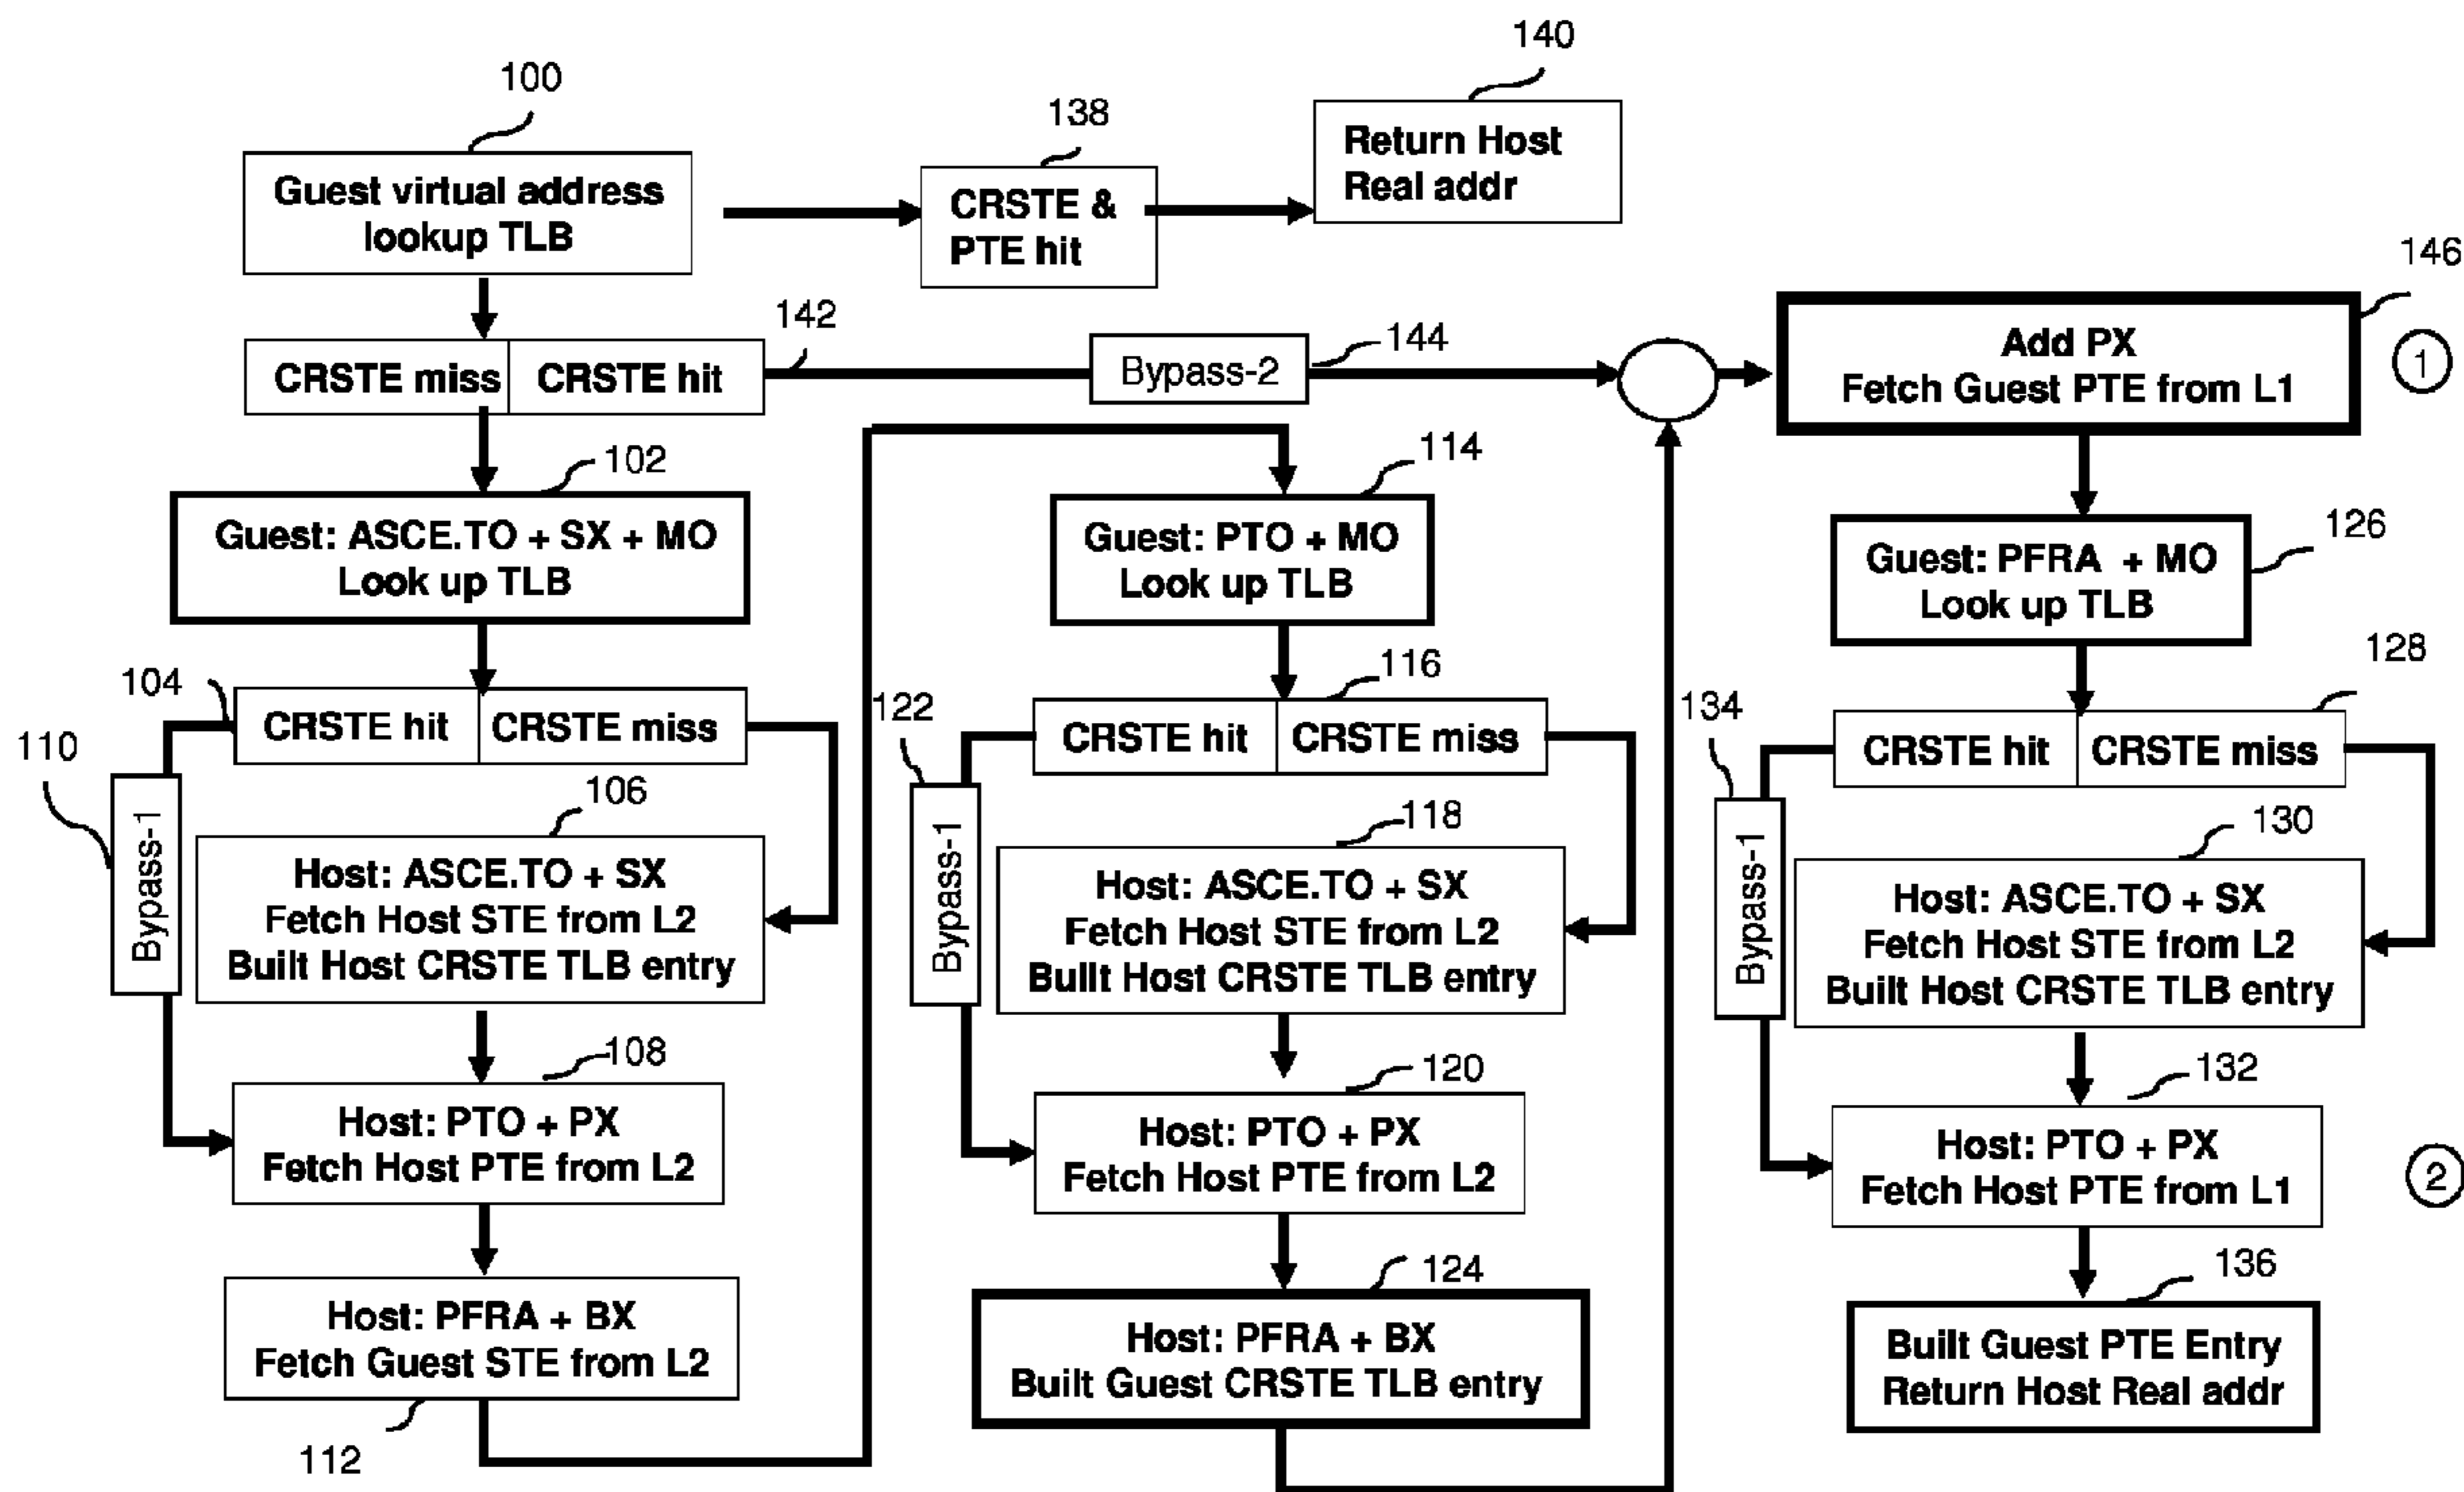 100
Guest virtual address
lookup TLB
138
CRSTE &
PTE hit
140
Return Host
Real addr
CRSTE miss
CRSTE hit
142
Bypass-2
144
146
Add PX
Fetch Guest PTE from L1
1
102
Guest: ASCE.TO + SX + MO
Look up TLB
104
CRSTE hit
CRSTE miss
110
Bypass-1
106
Host: ASCE.TO + SX
Fetch Host STE from L2
Built Host CRSTE TLB entry
108
Host: PTO + PX
Fetch Host PTE from L2
Host: PFRA + BX
Fetch Guest STE from L2
112
114
Guest: PTO + MO
Look up TLB
116
CRSTE hit
CRSTE miss
122
Bypass-1
118
Host: ASCE.TO + SX
Fetch Host STE from L2
Built Host CRSTE TLB entry
120
Host: PTO + PX
Fetch Host PTE from L2
124
Host: PFRA + BX
Built Guest CRSTE TLB entry
126
Guest: PFRA + MO
Look up TLB
128
CRSTE hit
CRSTE miss
134
Bypass-1
130
Host: ASCE.TO + SX
Fetch Host STE from L2
Built Host CRSTE TLB entry
132
Host: PTO + PX
Fetch Host PTE from L1
2
136
Built Guest PTE Entry
Return Host Real addr